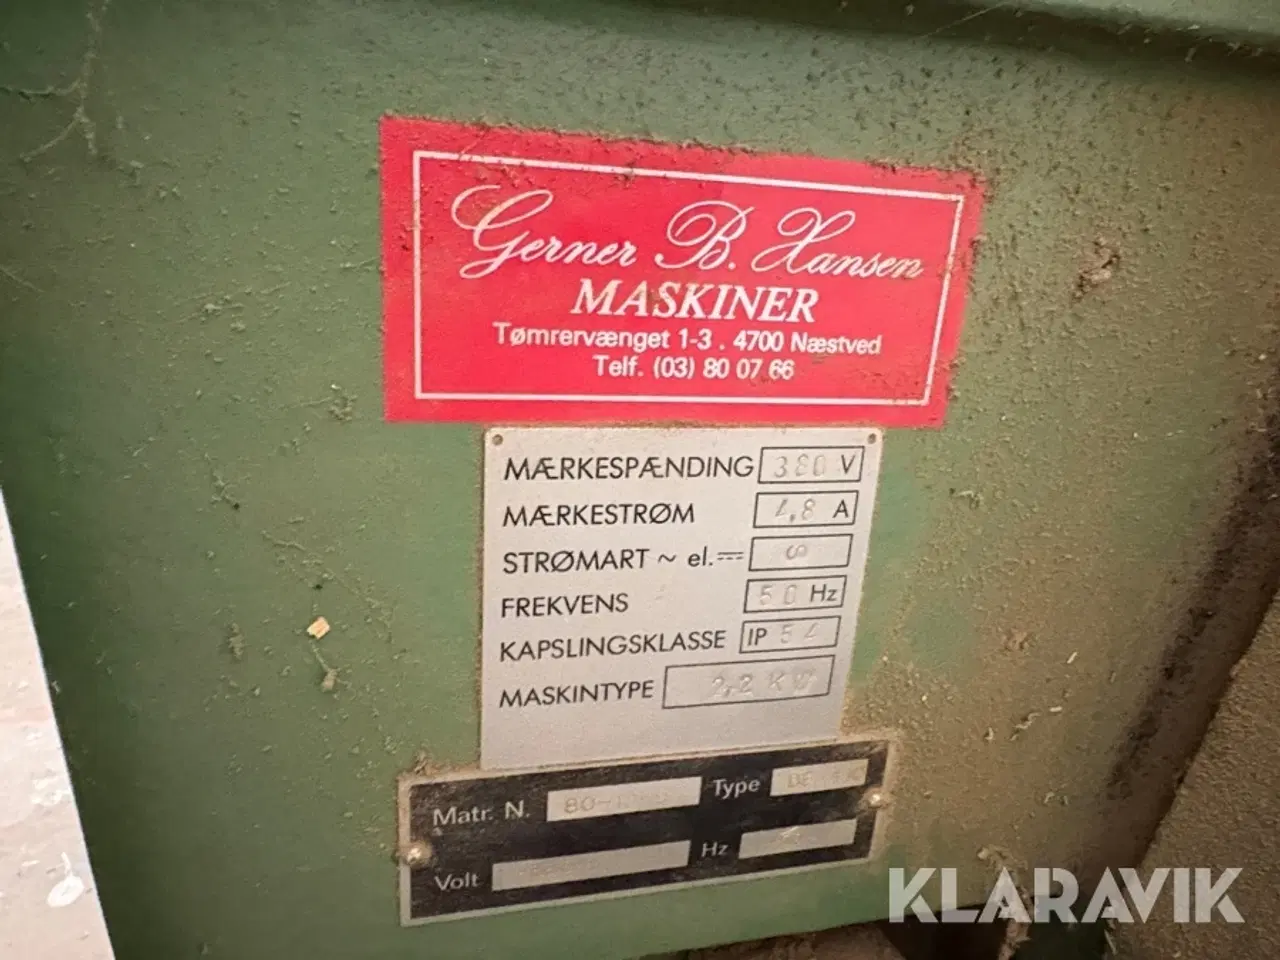 Gerner B. Hansen
MASKINER
Tømrervænget 1-3 . 4700 Næstved
Telf. (03) 80 07 66
MÆRKESPÆNDING 380 V
MÆRKESTRØM 4,8 A
STRØMART ~ el. ⎓
FREKVENS 50 Hz
KAPSLINGSKLASSE IP 54
MASKINTYPE 2,2 KW
Matr. N. Type
Volt Hz
KLARAVIK